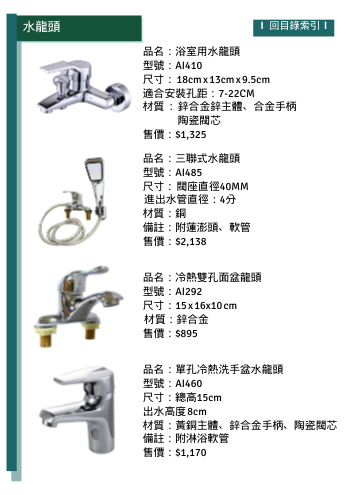 水龍頭
I 回目錄索引 I
品名：浴室用水龍頭
型號：AI410
尺寸： 18cm x 13cm x 9.5cm
適合安裝孔距：7-22CM
材質 ： 鋅合金鋅主體、合金手柄
陶瓷閥芯
售價：$1,325
品名：三聯式水龍頭
型號：AI485
尺寸： 閥座直徑40MM
進出水管直徑：4分
材質：銅
備註：附蓮澎頭、軟管
售價：$2,138
品名：冷熱雙孔面盆龍頭
型號：AI292
尺寸：15 x 16x 10 cm
材質：鋅合金
售價：$895
品名：單孔冷熱洗手盆水龍頭
型號：AI460
尺寸：總高15cm
出水高度 8cm
材質：黃銅主體、鋅合金手柄、陶瓷閥芯
備註：附淋浴軟管
售價：$1,170